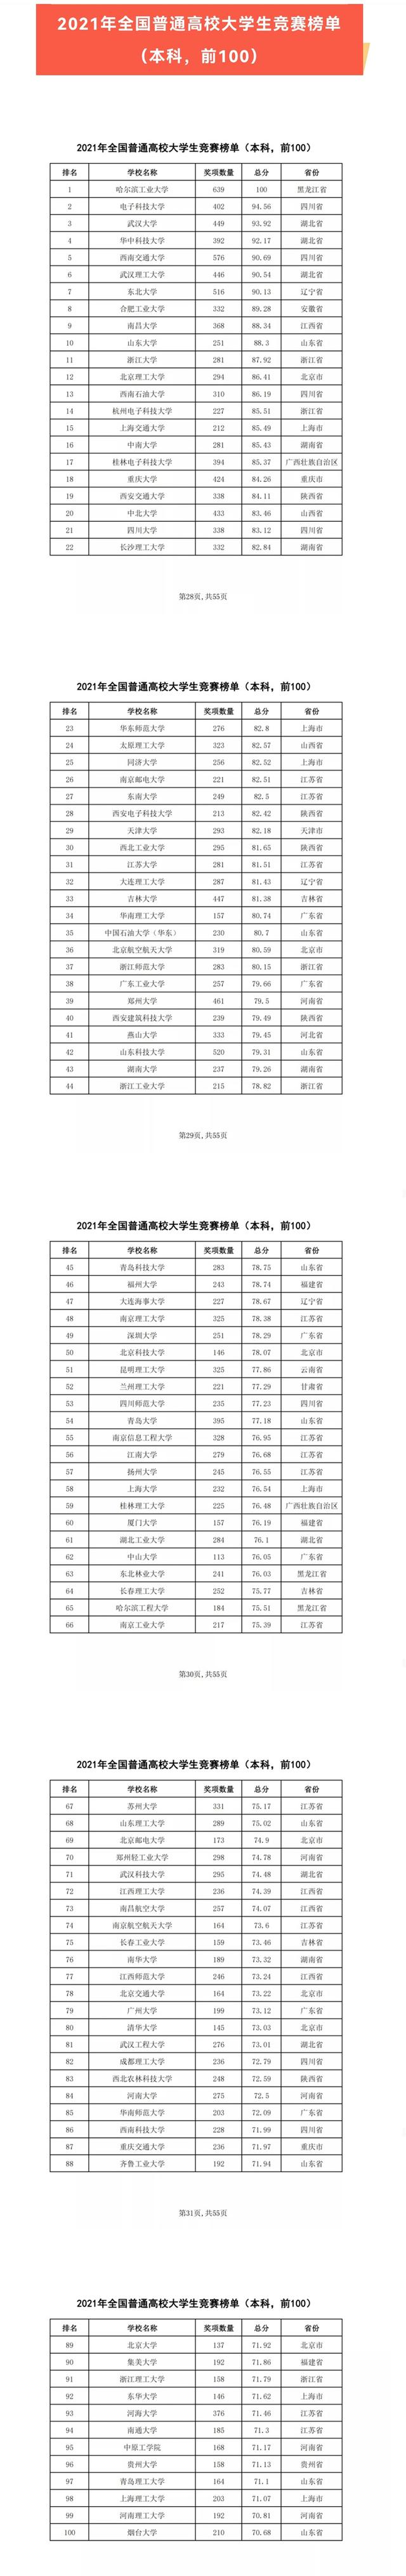 2021年全国普通高校大学生竞赛榜单
（本科，前100）
2021年全国普通高校大学生竞赛榜单（本科，前100）
排名 学校名称 奖项数量 总分 省份
1 哈尔滨工业大学 639 100 黑龙江省
2 电子科技大学 402 94.56 四川省
3 武汉大学 449 93.92 湖北省
4 华中科技大学 392 92.17 湖北省
5 西南交通大学 576 90.69 四川省
6 武汉理工大学 446 90.54 湖北省
7 东北大学 516 90.13 辽宁省
8 合肥工业大学 332 89.28 安徽省
9 南昌大学 368 88.34 江西省
10 山东大学 251 88.3 山东省
11 浙江大学 281 87.92 浙江省
12 北京理工大学 294 86.41 北京市
13 西南石油大学 310 86.19 四川省
14 杭州电子科技大学 227 85.51 浙江省
15 上海交通大学 212 85.49 上海市
16 中南大学 281 85.43 湖南省
17 桂林电子科技大学 394 85.37 广西壮族自治区
18 重庆大学 424 84.26 重庆市
19 西安交通大学 338 84.11 陕西省
20 中北大学 433 83.46 山西省
21 四川大学 338 83.12 四川省
22 长沙理工大学 332 82.84 湖南省
第28页,共55页
2021年全国普通高校大学生竞赛榜单（本科，前100）
排名 学校名称 奖项数量 总分 省份
23 华东师范大学 276 82.8 上海市
24 太原理工大学 323 82.57 山西省
25 同济大学 256 82.52 上海市
26 南京邮电大学 221 82.51 江苏省
27 东南大学 249 82.5 江苏省
28 西安电子科技大学 213 82.42 陕西省
29 天津大学 293 82.18 天津市
30 西北工业大学 295 81.65 陕西省
31 江苏大学 281 81.51 江苏省
32 大连理工大学 287 81.43 辽宁省
33 吉林大学 447 81.38 吉林省
34 华南理工大学 157 80.74 广东省
35 中国石油大学（华东） 230 80.7 山东省
36 北京航空航天大学 319 80.59 北京市
37 浙江师范大学 283 80.15 浙江省
38 广东工业大学 257 79.66 广东省
39 郑州大学 461 79.5 河南省
40 西安建筑科技大学 239 79.49 陕西省
41 燕山大学 333 79.45 河北省
42 山东科技大学 520 79.31 山东省
43 湖南大学 237 79.26 湖南省
44 浙江工业大学 215 78.82 浙江省
第29页,共55页
2021年全国普通高校大学生竞赛榜单（本科，前100）
排名 学校名称 奖项数量 总分 省份
45 青岛科技大学 283 78.75 山东省
46 福州大学 243 78.74 福建省
47 大连海事大学 227 78.67 辽宁省
48 南京理工大学 325 78.38 江苏省
49 深圳大学 251 78.29 广东省
50 北京科技大学 146 78.07 北京市
51 昆明理工大学 325 77.86 云南省
52 兰州理工大学 221 77.29 甘肃省
53 四川师范大学 235 77.23 四川省
54 青岛大学 395 77.18 山东省
55 南京信息工程大学 328 76.95 江苏省
56 江南大学 279 76.68 江苏省
57 扬州大学 245 76.55 江苏省
58 上海大学 232 76.54 上海市
59 桂林理工大学 225 76.48 广西壮族自治区
60 厦门大学 157 76.19 福建省
61 湖北工业大学 284 76.1 湖北省
62 中山大学 113 76.05 广东省
63 东北林业大学 241 76.03 黑龙江省
64 长春理工大学 252 75.77 吉林省
65 哈尔滨工程大学 184 75.51 黑龙江省
66 南京工业大学 217 75.39 江苏省
第30页,共55页
2021年全国普通高校大学生竞赛榜单（本科，前100）
排名 学校名称 奖项数量 总分 省份
67 苏州大学 331 75.17 江苏省
68 山东理工大学 289 75.02 山东省
69 北京邮电大学 173 74.9 北京市
70 郑州轻工业大学 298 74.78 河南省
71 武汉科技大学 295 74.48 湖北省
72 江西理工大学 236 74.39 江西省
73 南昌航空大学 257 74.07 江西省
74 南京航空航天大学 164 73.6 江苏省
75 长春工业大学 159 73.46 吉林省
76 南华大学 189 73.32 湖南省
77 江西师范大学 246 73.24 江西省
78 北京交通大学 164 73.22 北京市
79 广州大学 199 73.12 广东省
80 清华大学 145 73.03 北京市
81 武汉工程大学 276 73.01 湖北省
82 成都理工大学 236 72.79 四川省
83 西北农林科技大学 248 72.59 陕西省
84 河南大学 275 72.5 河南省
85 华南师范大学 203 72.09 广东省
86 西南科技大学 228 71.99 四川省
87 重庆交通大学 236 71.97 重庆市
88 齐鲁工业大学 192 71.94 山东省
第31页,共55页
2021年全国普通高校大学生竞赛榜单（本科，前100）
排名 学校名称 奖项数量 总分 省份
89 北京大学 137 71.92 北京市
90 集美大学 192 71.86 福建省
91 浙江理工大学 158 71.79 浙江省
92 东华大学 146 71.62 上海市
93 河海大学 376 71.46 江苏省
94 南通大学 185 71.3 江苏省
95 中原工学院 168 71.17 河南省
96 贵州大学 158 71.13 贵州省
97 青岛理工大学 164 71.1 山东省
98 上海理工大学 203 71.07 上海市
99 河南理工大学 192 70.81 河南省
100 烟台大学 210 70.68 山东省